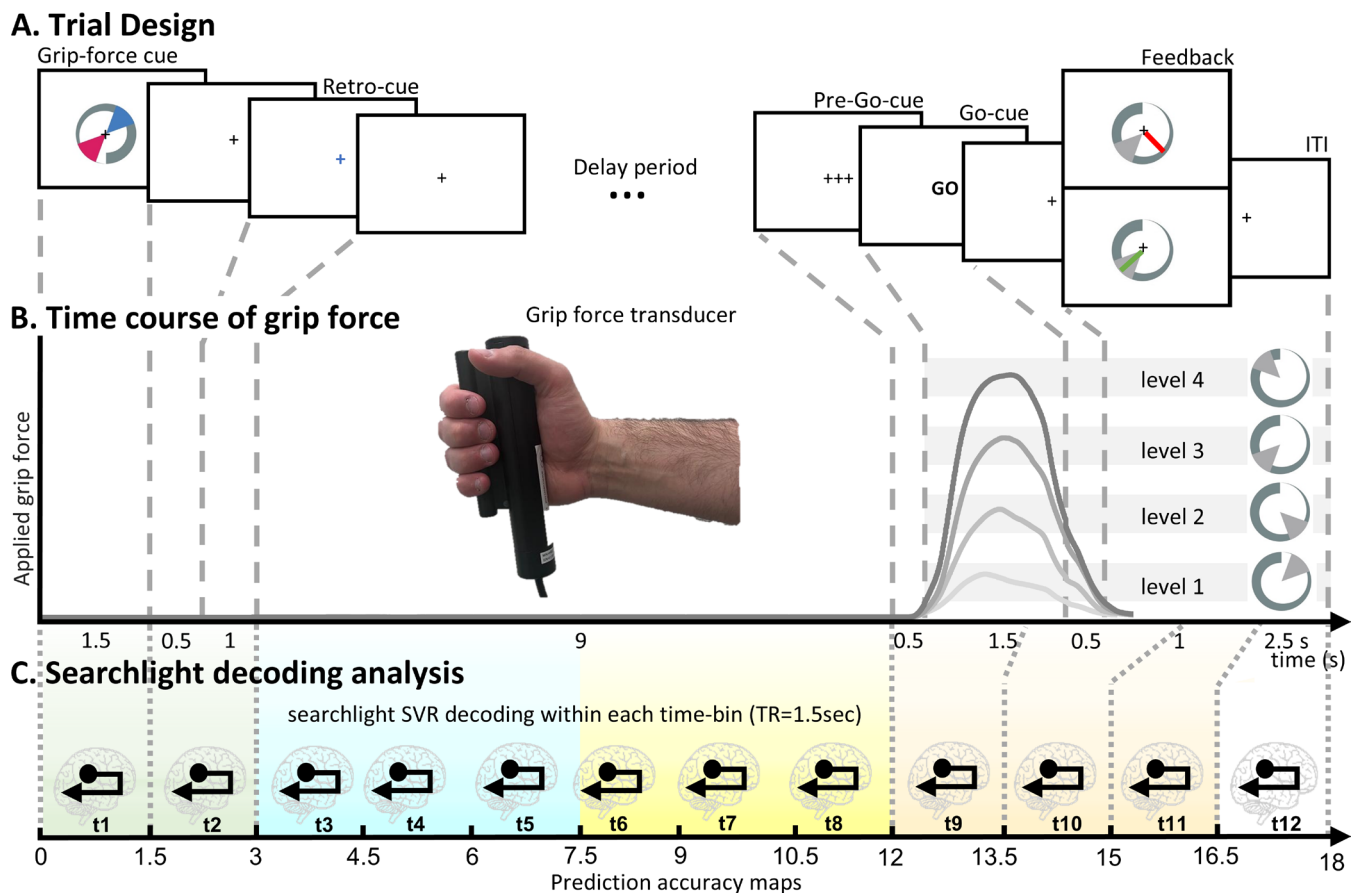 A. Trial Design
Grip-force cue
Retro-cue
+
+
+
+
Delay period
...
Pre-Go-cue
+++
Go-cue
GO
+
Feedback
+
+
ITI
+
B. Time course of grip force
Grip force transducer
Applied grip force
level 4
level 3
level 2
level 1
1.5 0.5 1 9 0.5 1.5 0.5 1 2.5 s
time (s)
C. Searchlight decoding analysis
searchlight SVR decoding within each time-bin (TR=1.5sec)
t1 t2 t3 t4 t5 t6 t7 t8 t9 t10 t11 t12
0 1.5 3 4.5 6 7.5 9 10.5 12 13.5 15 16.5 18
Prediction accuracy maps